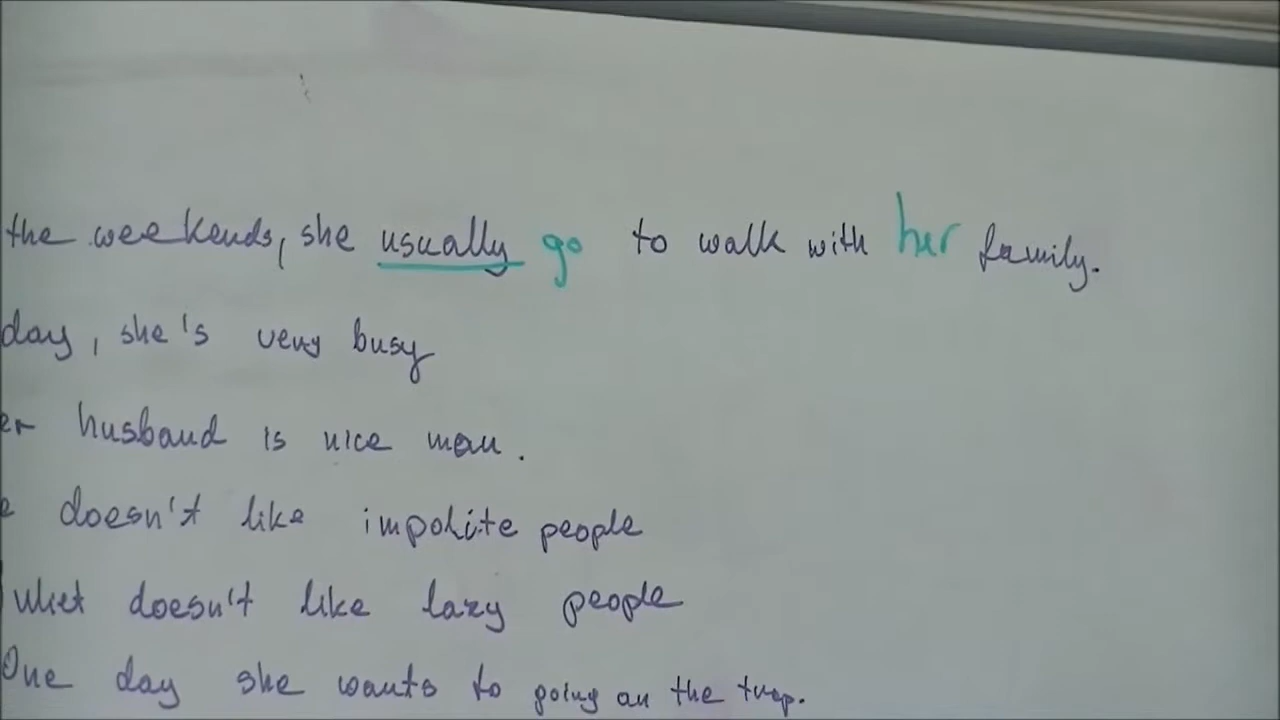 the weekends, she usually go to walk with her family.
day, she's very busy
er husband is nice man.
e doesn't like impolite people
doesn't like lazy people
One day she wants to going on the trip.